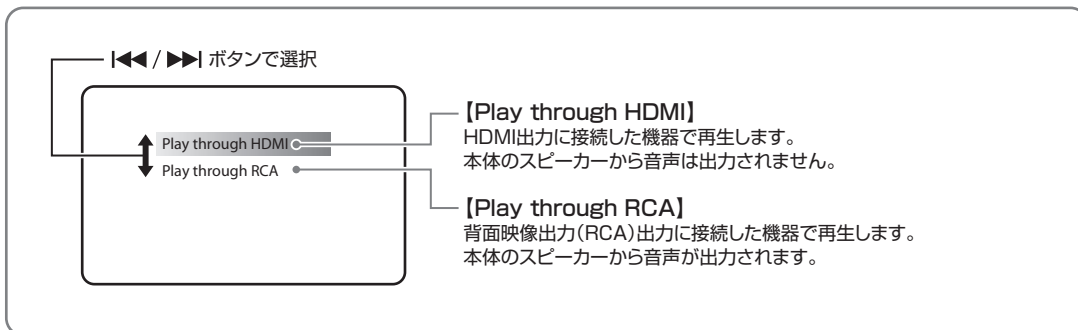 ⏮ / ⏭ ボタンで選択
Play through HDMI
Play through RCA
【Play through HDMI】
HDMI出力に接続した機器で再生します。
本体のスピーカーから音声は出力されません。
【Play through RCA】
背面映像出力(RCA)出力に接続した機器で再生します。
本体のスピーカーから音声が出力されます。